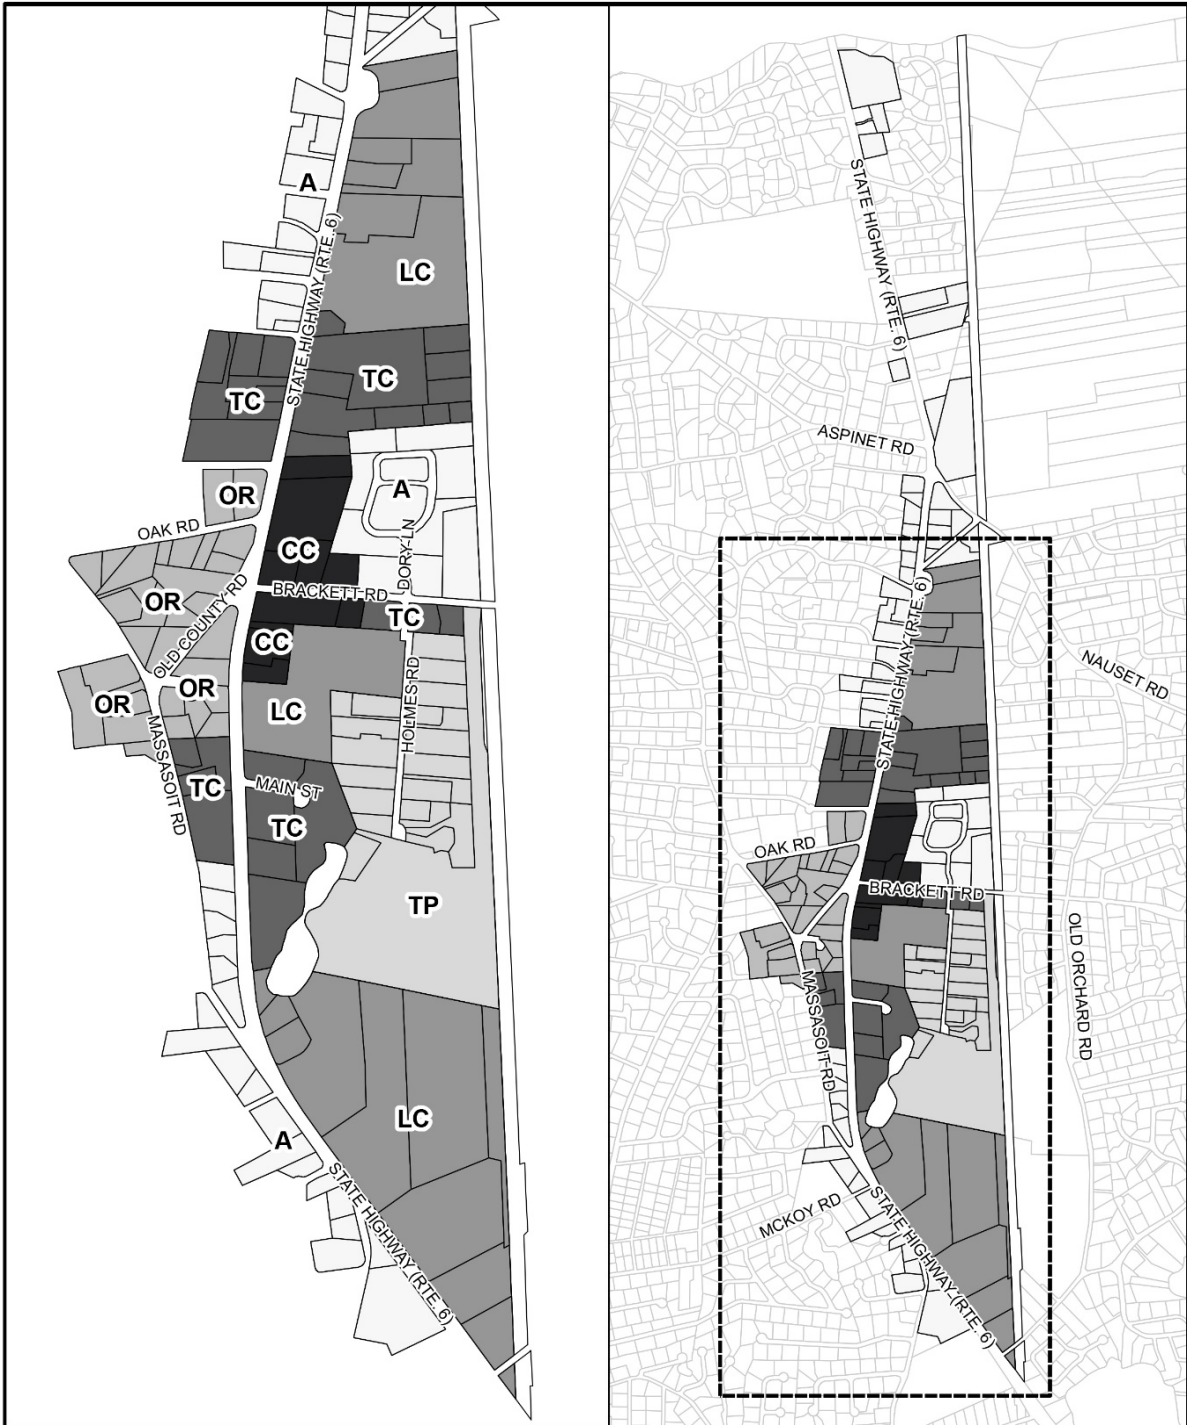 A
STATE HIGHWAY (RTE. 6)
LC
TC
TC
OR
A
OAK RD
CC
DORY LN
BRACKETT RD
OR
OLD COUNTY RD
TC
CC
OR
OR
LC
HOLMES RD
MASSASOIT RD
TC
MAIN ST
TC
TP
LC
A
STATE HIGHWAY (RTE. 6)
STATE HIGHWAY (RTE. 6)
ASPINET RD
STATE HIGHWAY (RTE. 6)
NAUSET RD
OAK RD
BRACKETT RD
OLD ORCHARD RD
MASSASOIT RD
MCKOY RD
STATE HIGHWAY (RTE. 6)